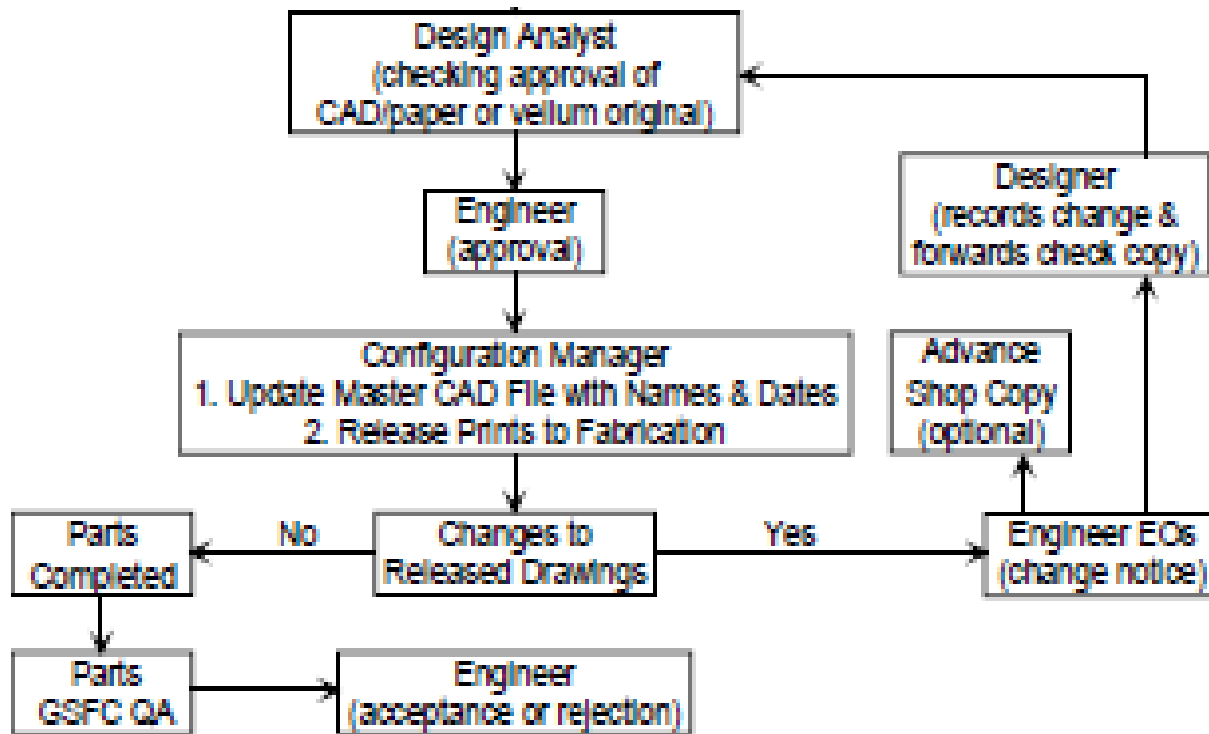 Design Analyst
(checking approval of
CAD/paper or vellum original)
Engineer
(approval)
Designer
(records change &
forwards check copy)
Configuration Manager
1. Update Master CAD File with Names & Dates
2. Release Prints to Fabrication
Advance
Shop Copy
(optional)
Parts
Completed
No
Changes to
Released Drawings
Yes
Engineer EOs
(change notice)
Parts
GSFC QA
Engineer
(acceptance or rejection)